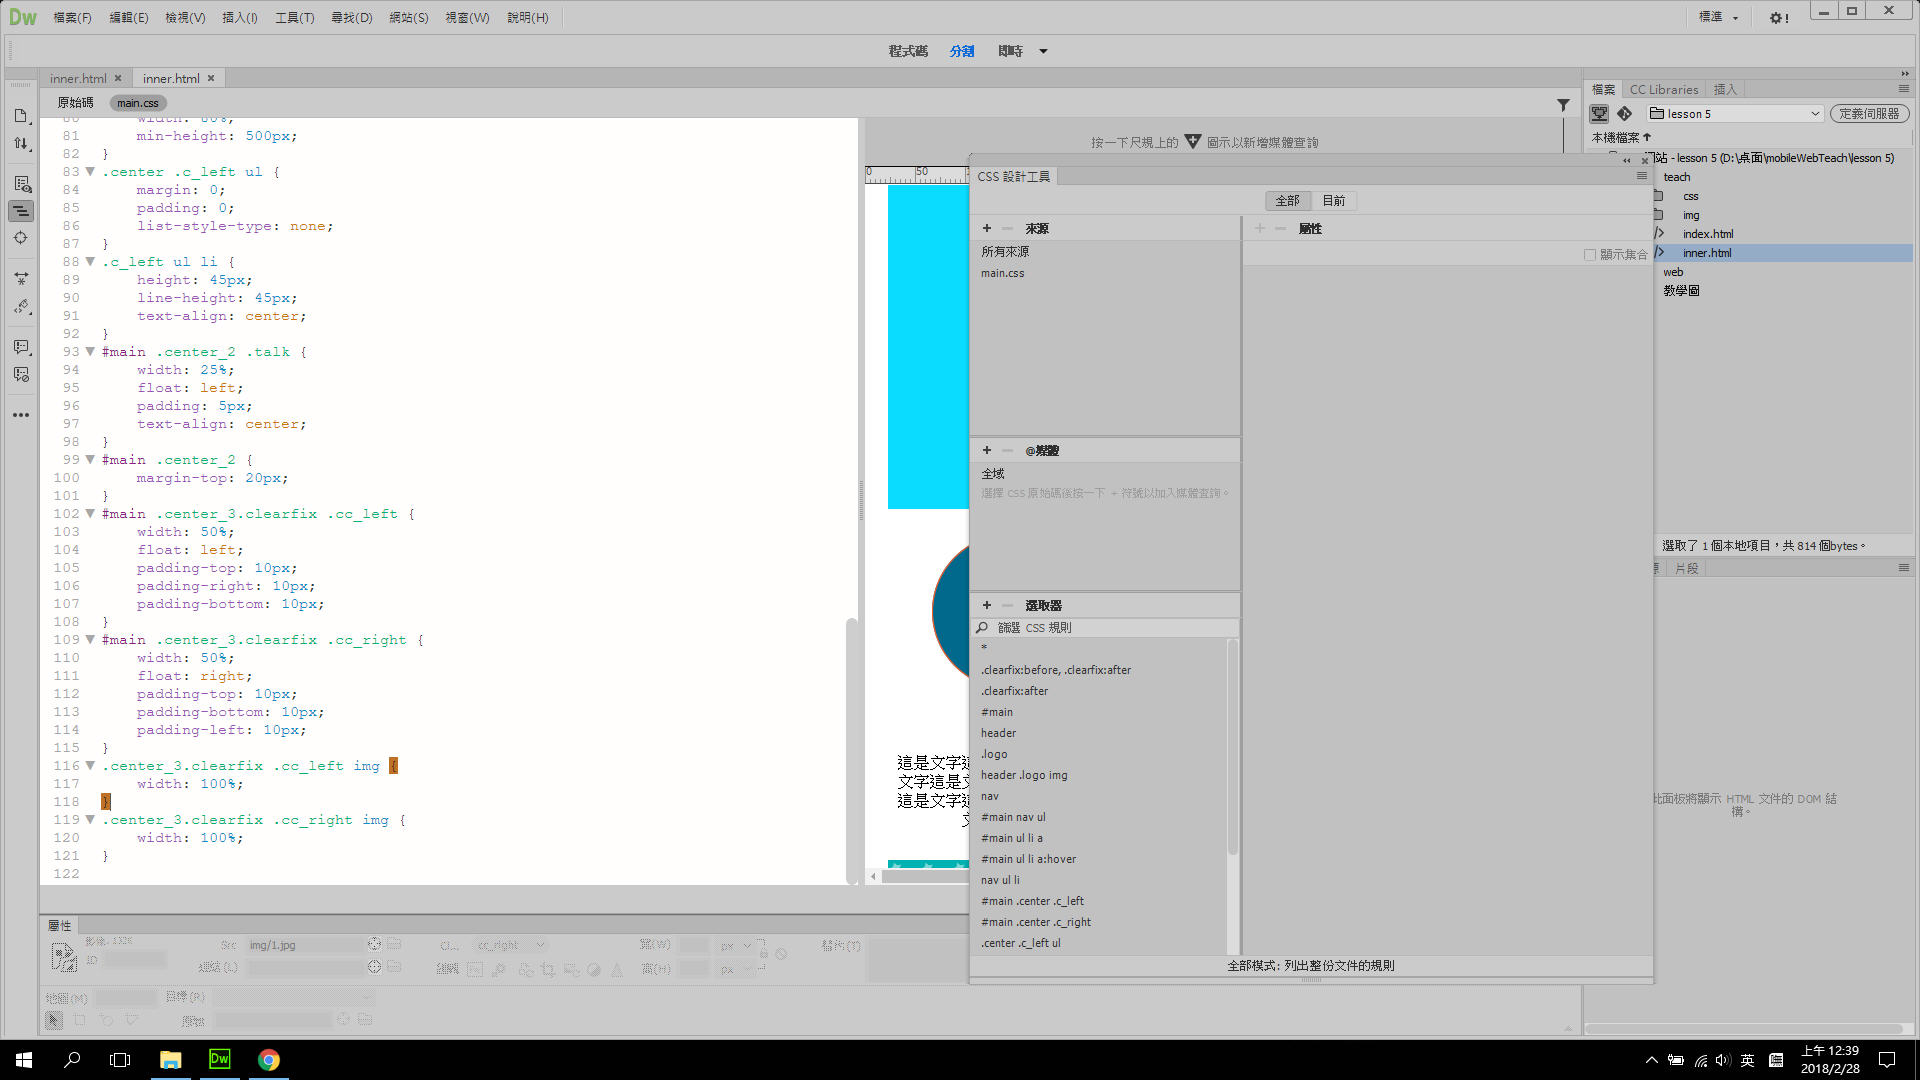 Dw 檔案(F) 編輯(E) 檢視(V) 插入(I) 工具(T) 尋找(D) 網站(S) 視窗(W) 說明(H) 標準
程式碼 分割 即時
inner.html × inner.html ×
原始碼 main.css
80 width: 60%;
81 min-height: 500px;
82 }
83 .center .c_left ul {
84 margin: 0;
85 padding: 0;
86 list-style-type: none;
87 }
88 .c_left ul li {
89 height: 45px;
90 line-height: 45px;
91 text-align: center;
92 }
93 #main .center_2 .talk {
94 width: 25%;
95 float: left;
96 padding: 5px;
97 text-align: center;
98 }
99 #main .center_2 {
100 margin-top: 20px;
101 }
102 #main .center_3.clearfix .cc_left {
103 width: 50%;
104 float: left;
105 padding-top: 10px;
106 padding-right: 10px;
107 padding-bottom: 10px;
108 }
109 #main .center_3.clearfix .cc_right {
110 width: 50%;
111 float: right;
112 padding-top: 10px;
113 padding-bottom: 10px;
114 padding-left: 10px;
115 }
116 .center_3.clearfix .cc_left img {
117 width: 100%;
118 }
119 .center_3.clearfix .cc_right img {
120 width: 100%;
121 }
122
按一下尺規上的 圖示以新增媒體查詢
0 50
這是文字這
文字這是文
這是文字這
CSS 設計工具
全部 目前
+ − 來源
所有來源
main.css
+ − 屬性
顯示集合
+ − @媒體
全域
選擇 CSS 原始碼後按一下 + 符號以加入媒體查詢。
+ − 選取器
篩選 CSS 規則
*
.clearfix:before, .clearfix:after
.clearfix:after
#main
header
.logo
header .logo img
nav
#main nav ul
#main ul li a
#main ul li a:hover
nav ul li
#main .center .c_left
#main .center .c_right
.center .c_left ul
全部模式: 列出整份文件的規則
檔案 CC Libraries 插入
lesson 5 定義伺服器
本機檔案
網站 - lesson 5 (D:\桌面\mobileWebTeach\lesson 5)
teach
css
img
index.html
inner.html
web
教學圖
選取了 1 個本地項目，共 814 個bytes。
片段
此面板將顯示 HTML 文件的 DOM 結
構。
屬性
影像, 132K Src img/1.jpg cc_right 寬(W) px 替代(T)
ID 連結(L) 編輯 高(H) px
地圖(M) 目標(R)
原始
英
上午 12:39
2018/2/28